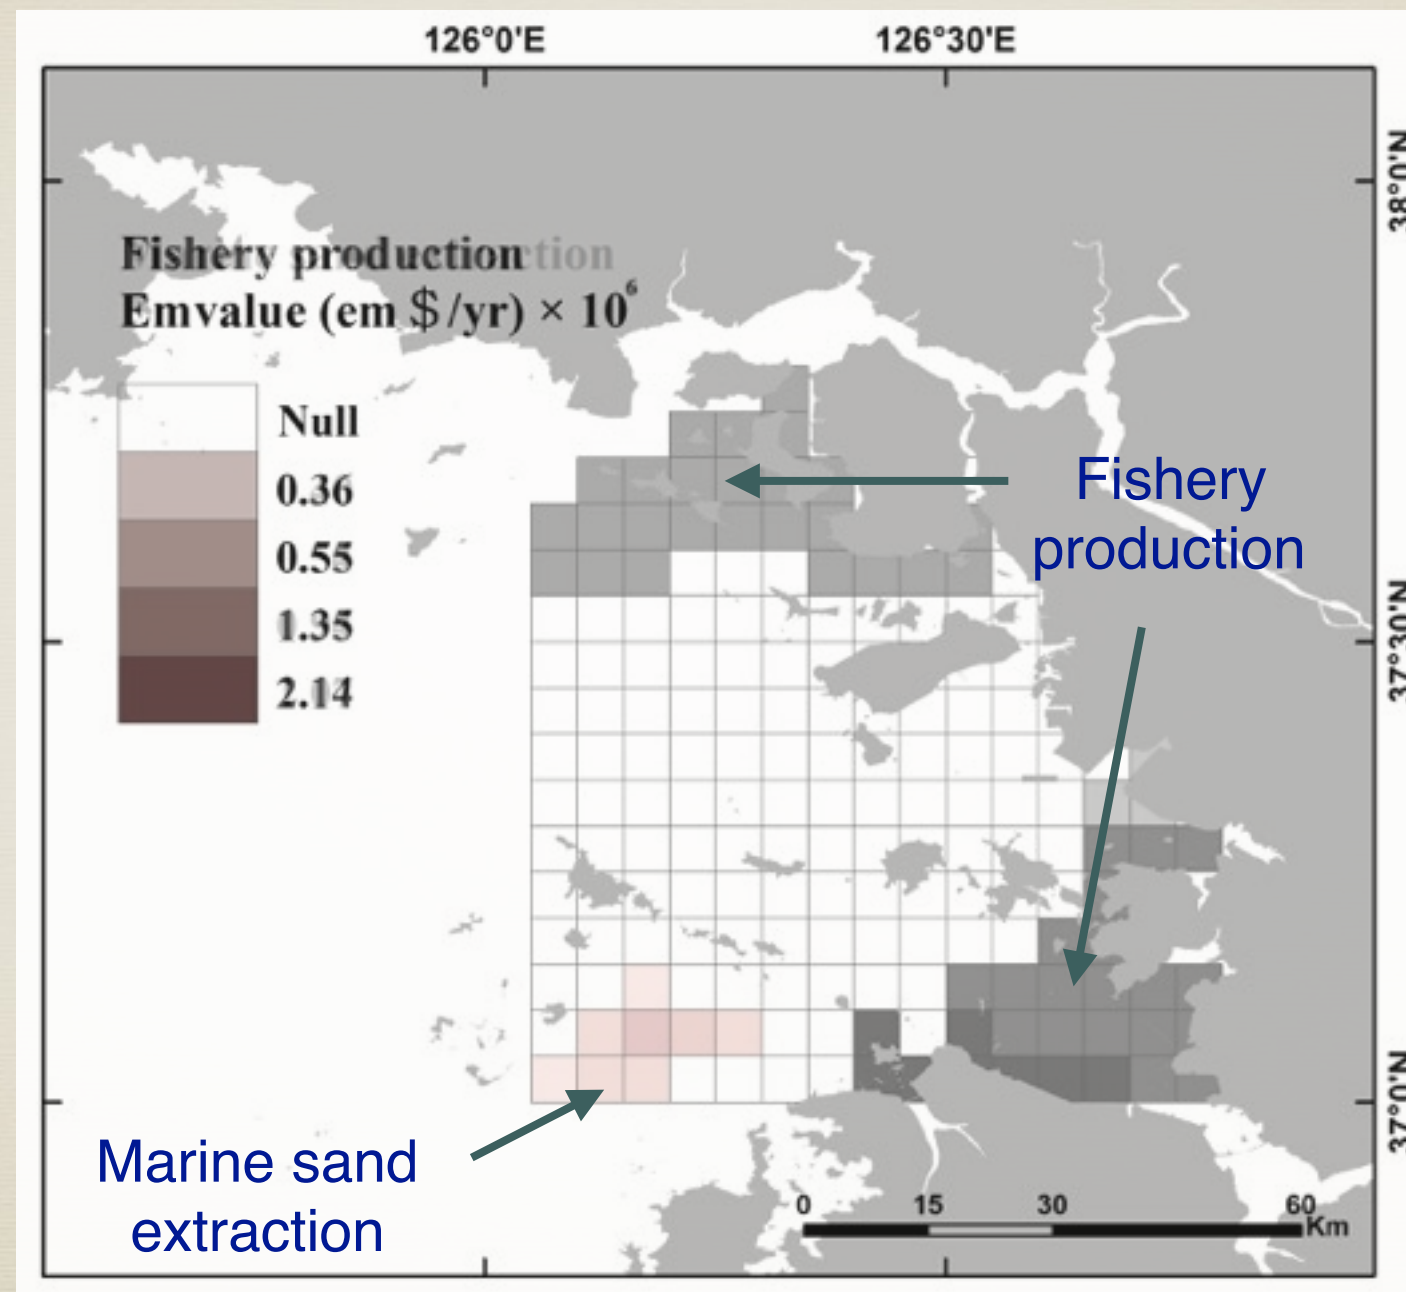 126°0'E
126°30'E
38°0'N
Fishery production
Emvalue (em $/yr) × 10⁶
Null
0.36
0.55
1.35
2.14
Fishery
production
37°30'N
37°0'N
Marine sand
extraction
0 15 30 60
Km